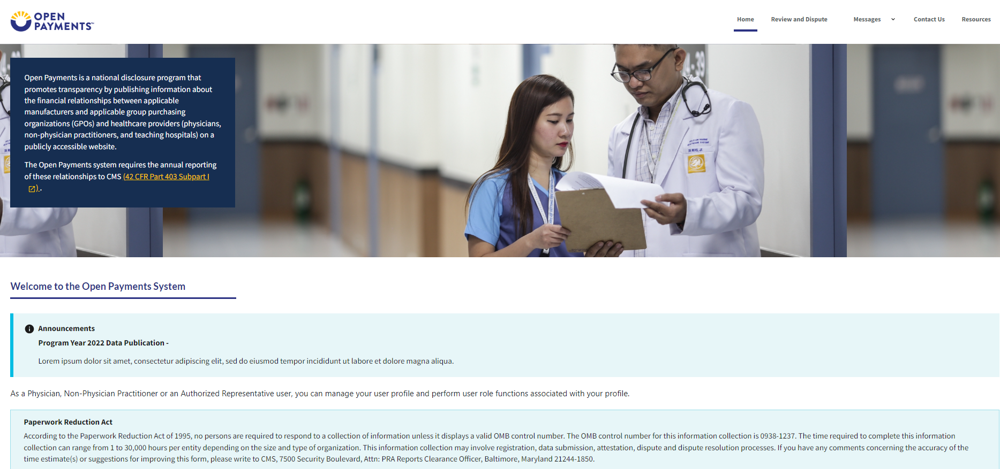 OPEN
PAYMENTS™
Home Review and Dispute Messages Contact Us Resources
Open Payments is a national disclosure program that
promotes transparency by publishing information about
the financial relationships between applicable
manufacturers and applicable group purchasing
organizations (GPOs) and healthcare providers (physicians,
non-physician practitioners, and teaching hospitals) on a
publicly accessible website.
The Open Payments system requires the annual reporting
of these relationships to CMS (42 CFR Part 403 Subpart I
) .
Welcome to the Open Payments System
Announcements
Program Year 2022 Data Publication -
Lorem ipsum dolor sit amet, consectetur adipiscing elit, sed do eiusmod tempor incididunt ut labore et dolore magna aliqua.
As a Physician, Non-Physician Practitioner or an Authorized Representative user, you can manage your user profile and perform user role functions associated with your profile.
Paperwork Reduction Act
According to the Paperwork Reduction Act of 1995, no persons are required to respond to a collection of information unless it displays a valid OMB control number. The OMB control number for this information collection is 0938-1237. The time required to complete this information
collection can range from 1 to 30,000 hours per entity depending on the size and type of organization. This information collection may involve registration, data submission, attestation, dispute and dispute resolution processes. If you have any comments concerning the accuracy of the
time estimate(s) or suggestions for improving this form, please write to CMS, 7500 Security Boulevard, Attn: PRA Reports Clearance Officer, Baltimore, Maryland 21244-1850.